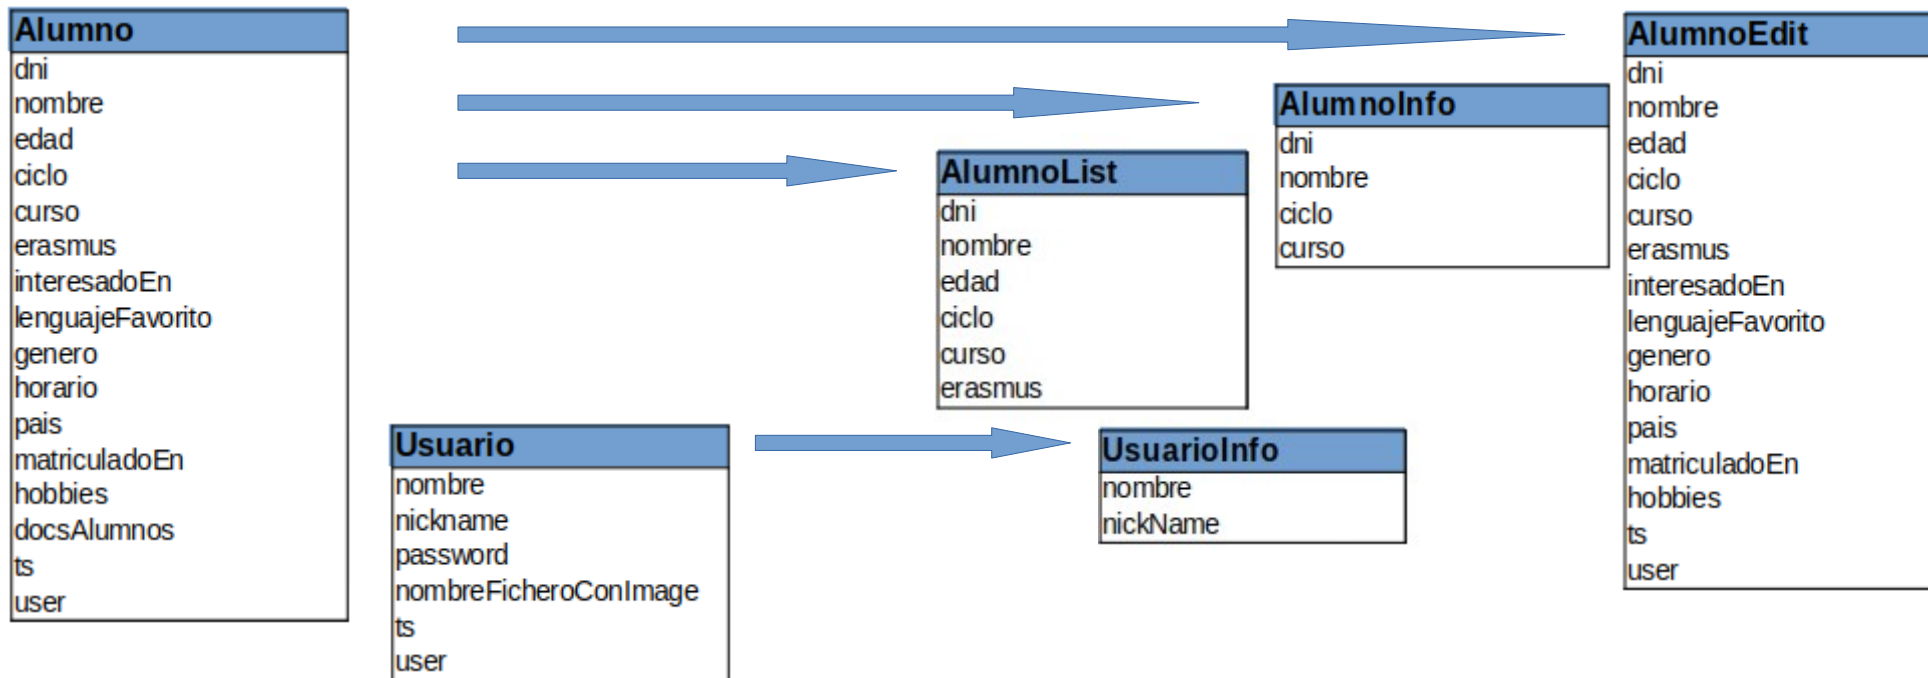 Alumno
dni
nombre
edad
ciclo
curso
erasmus
interesadoEn
lenguajeFavorito
genero
horario
pais
matriculadoEn
hobbies
docsAlumnos
ts
user
Usuario
nombre
nickname
password
nombreFicheroConImage
ts
user
AlumnoList
dni
nombre
edad
ciclo
curso
erasmus
UsuarioInfo
nombre
nickName
AlumnoInfo
dni
nombre
ciclo
curso
AlumnoEdit
dni
nombre
edad
ciclo
curso
erasmus
interesadoEn
lenguajeFavorito
genero
horario
pais
matriculadoEn
hobbies
ts
user